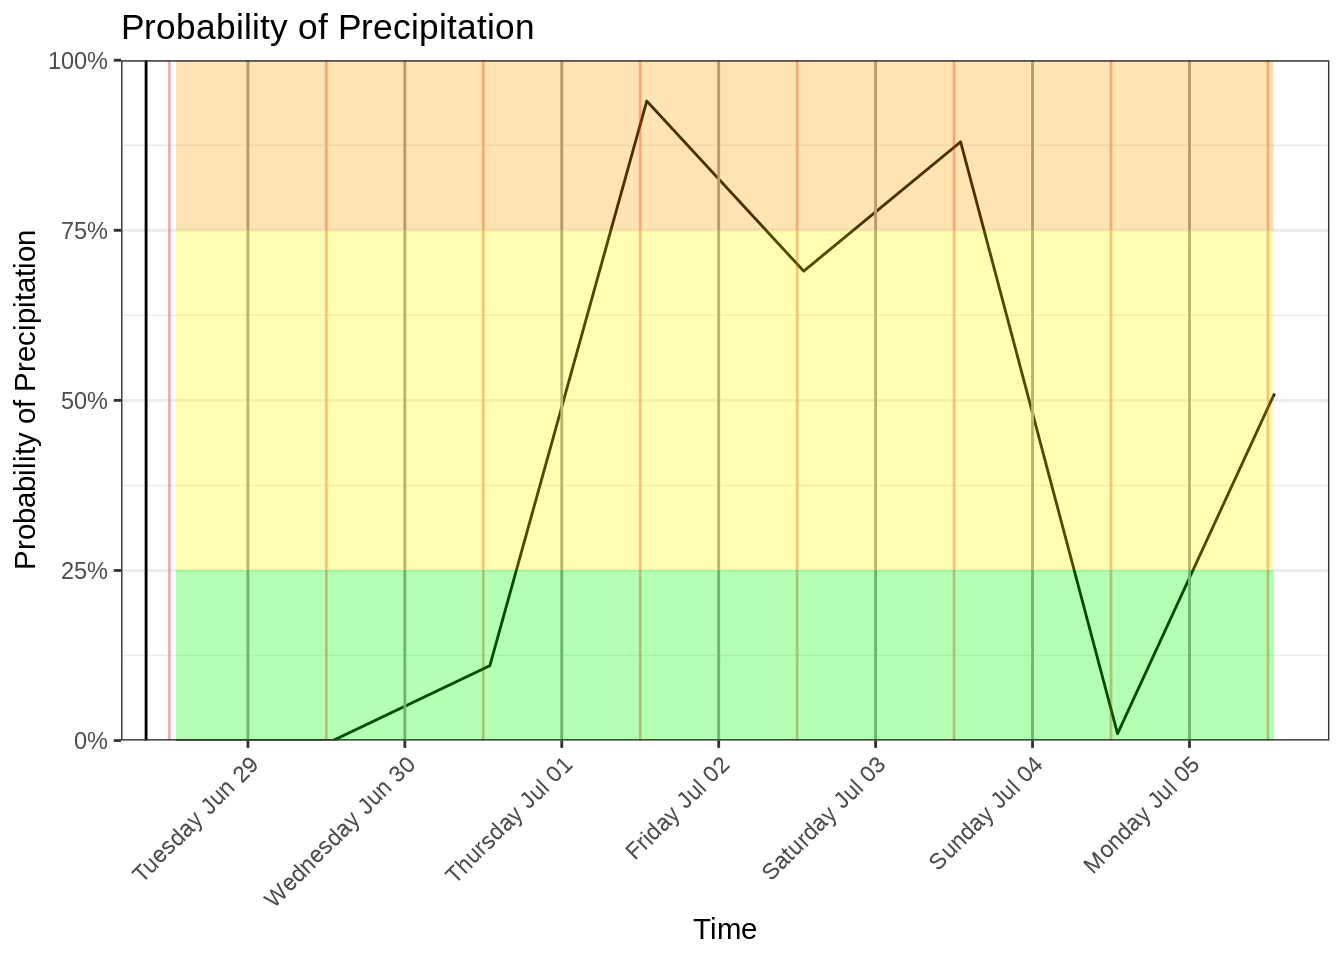 Probability of Precipitation
Probability of Precipitation
100%
75%
50%
25%
0%
Tuesday Jun 29
Wednesday Jun 30
Thursday Jul 01
Friday Jul 02
Saturday Jul 03
Sunday Jul 04
Monday Jul 05
Time